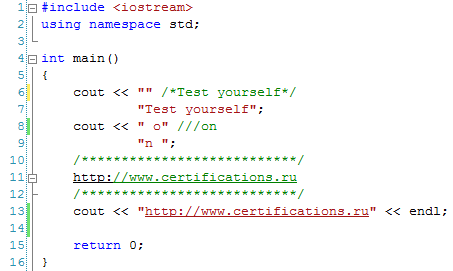 1 #include <iostream>
2 using namespace std;
3
4 int main()
5 {
6 cout << "" /*Test yourself*/
7 "Test yourself";
8 cout << " o" ///on
9 "n ";
10 /***************************/
11 http://www.certifications.ru
12 /***************************/
13 cout << "http://www.certifications.ru" << endl;
14
15 return 0;
16 }